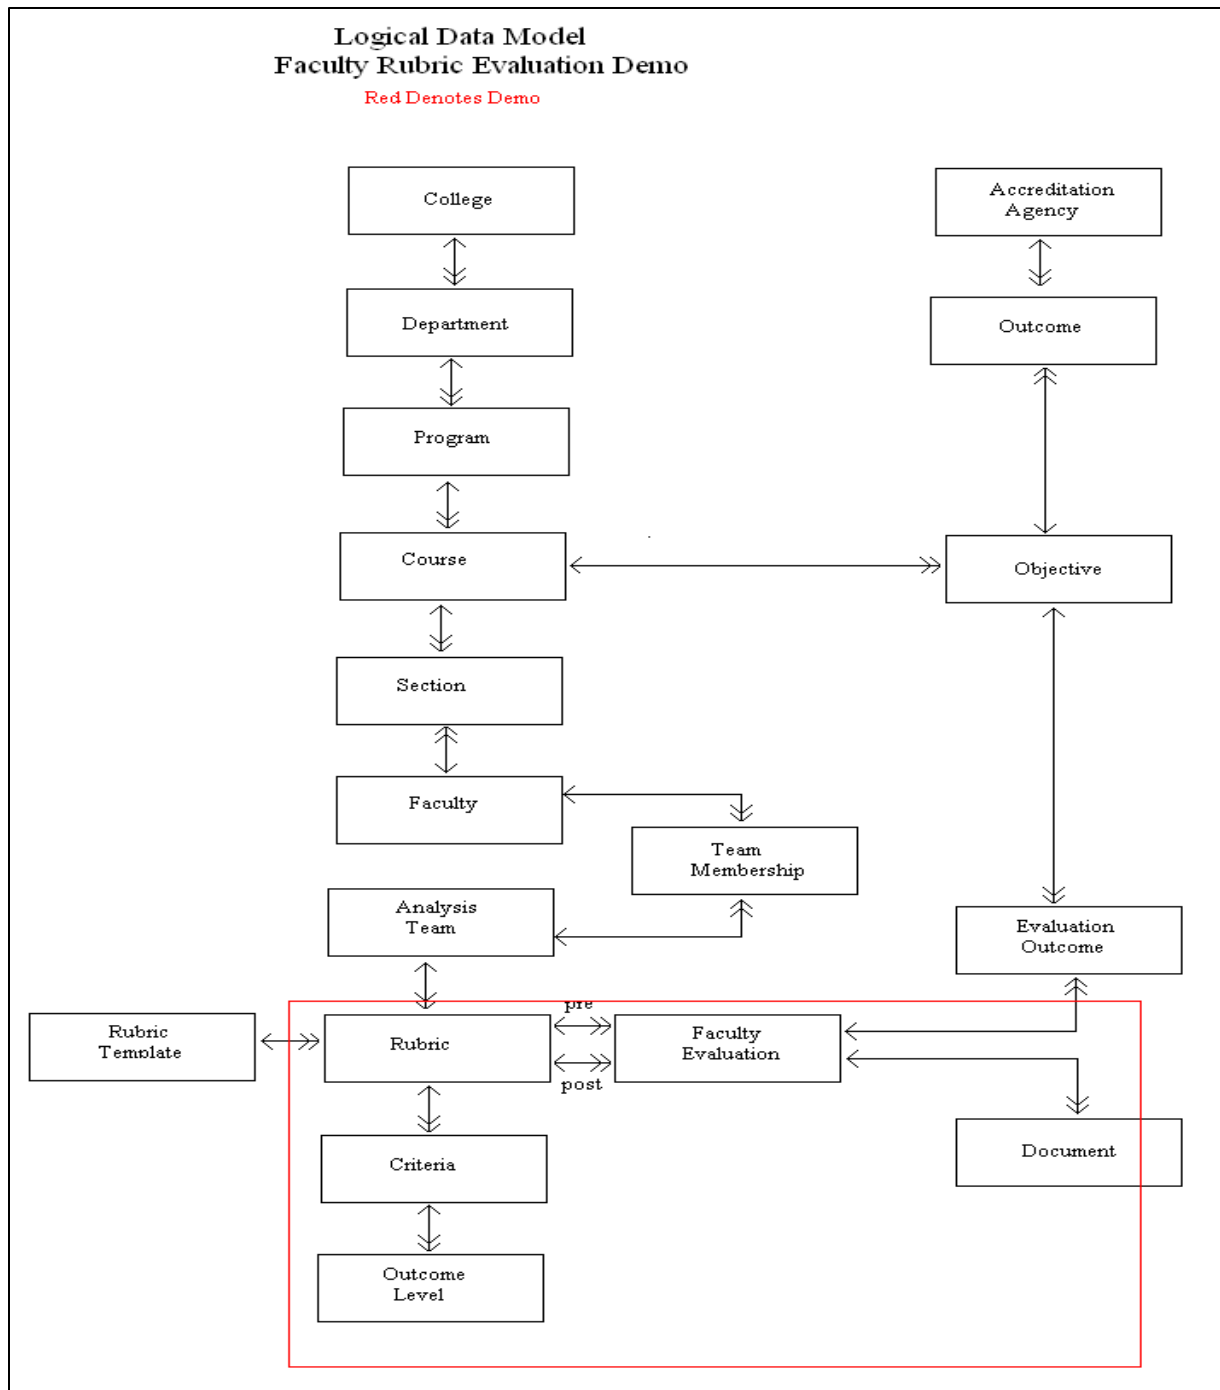 Logical Data Model
Faculty Rubric Evaluation Demo
Red Denotes Demo
College
Accreditation
Agency
Department
Outcome
Program
Course
Objective
Section
Faculty
Team
Membership
Analysis
Team
Evaluation
Outcome
pre
Rubric
Template
Rubric
Faculty
Evaluation
post
Criteria
Document
Outcome
Level